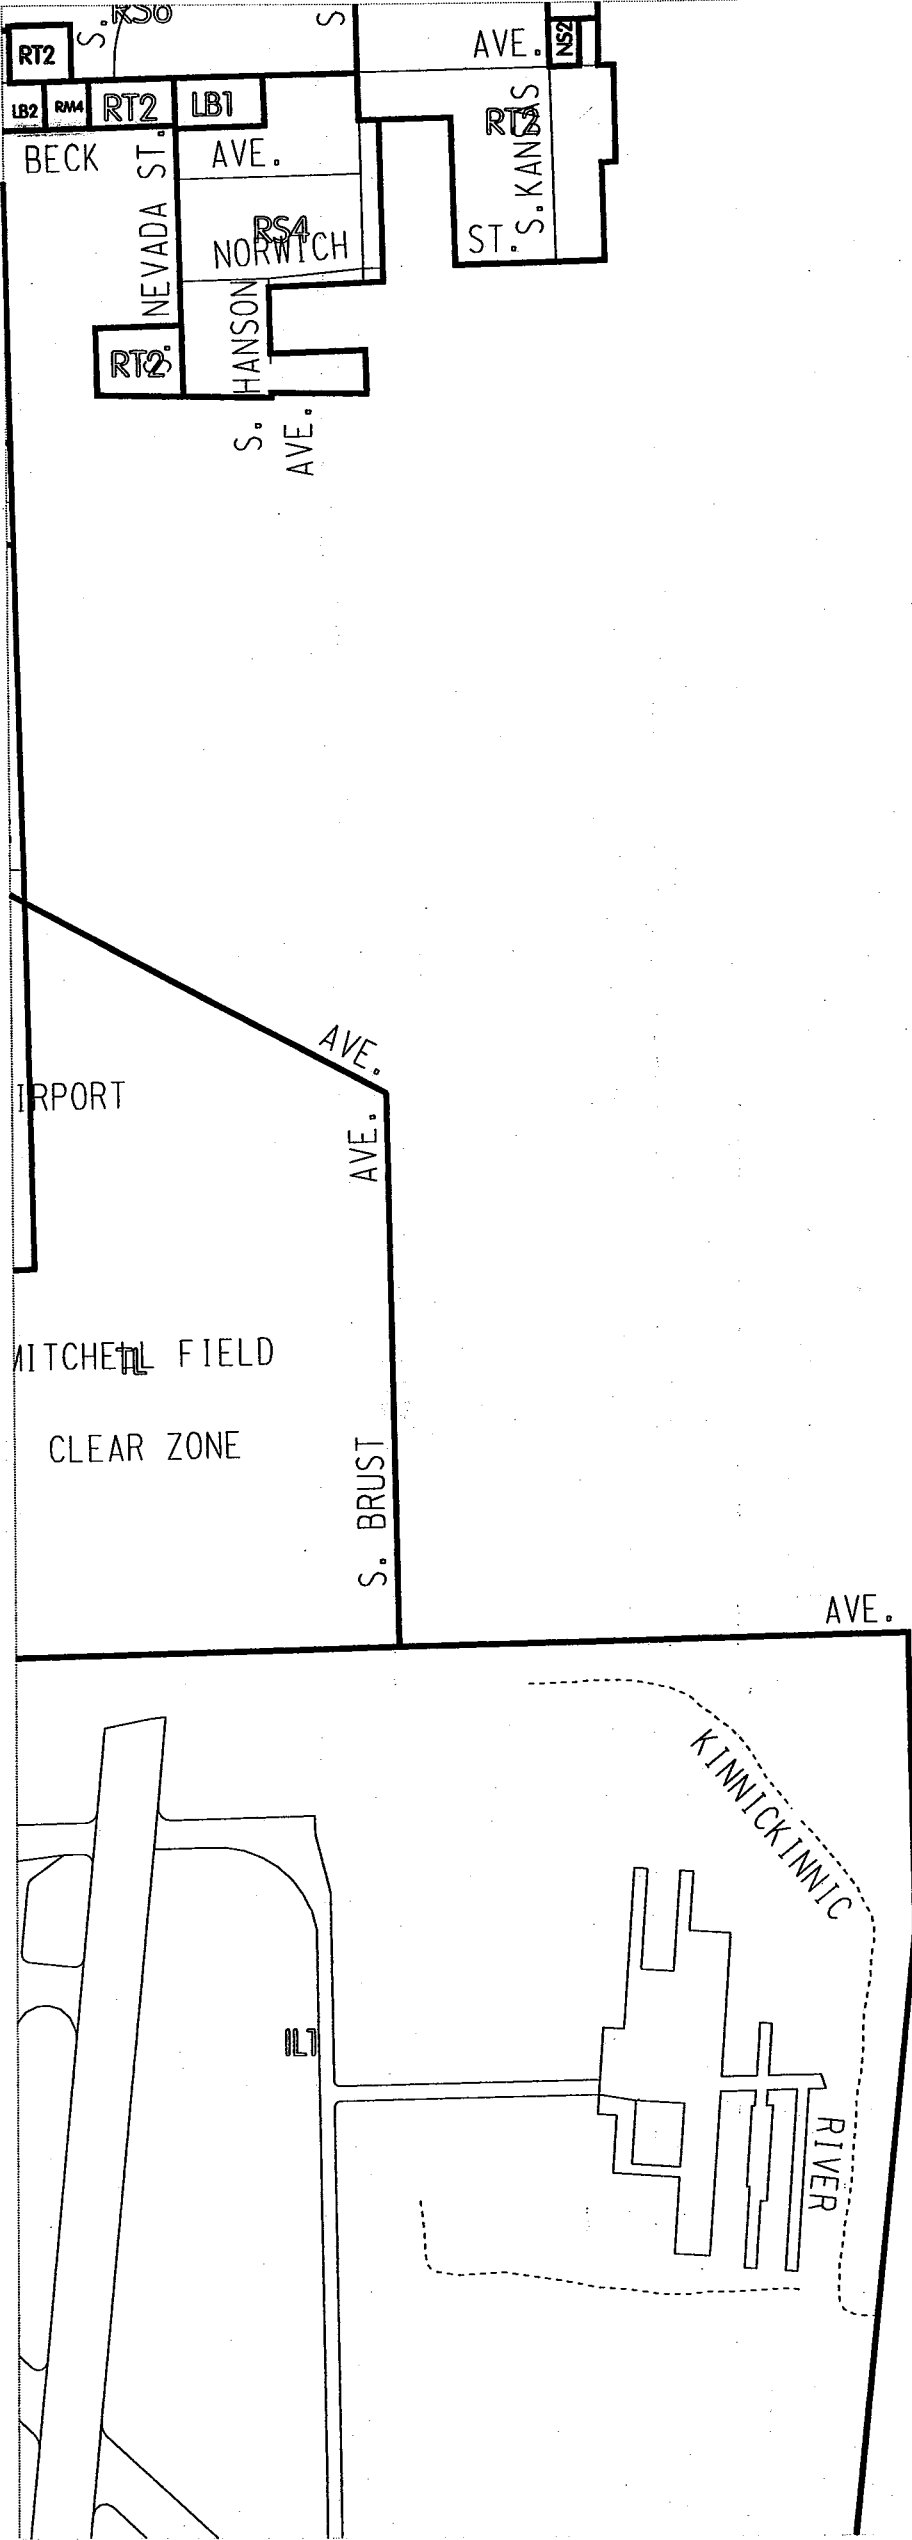 RS6
S.
S
RT2
AVE.
NS2
LB2
RM4
RT2
LB1
RT2
S. KANSAS
BECK
AVE.
S. NEVADA ST.
RS4
NORWICH
ST.
RT2
S. HANSON
AVE.
AVE.
IRPORT
AVE.
MITCHELL FIELD
CLEAR ZONE
S. BRUST
AVE.
KINNICKINNIC
IL1
RIVER